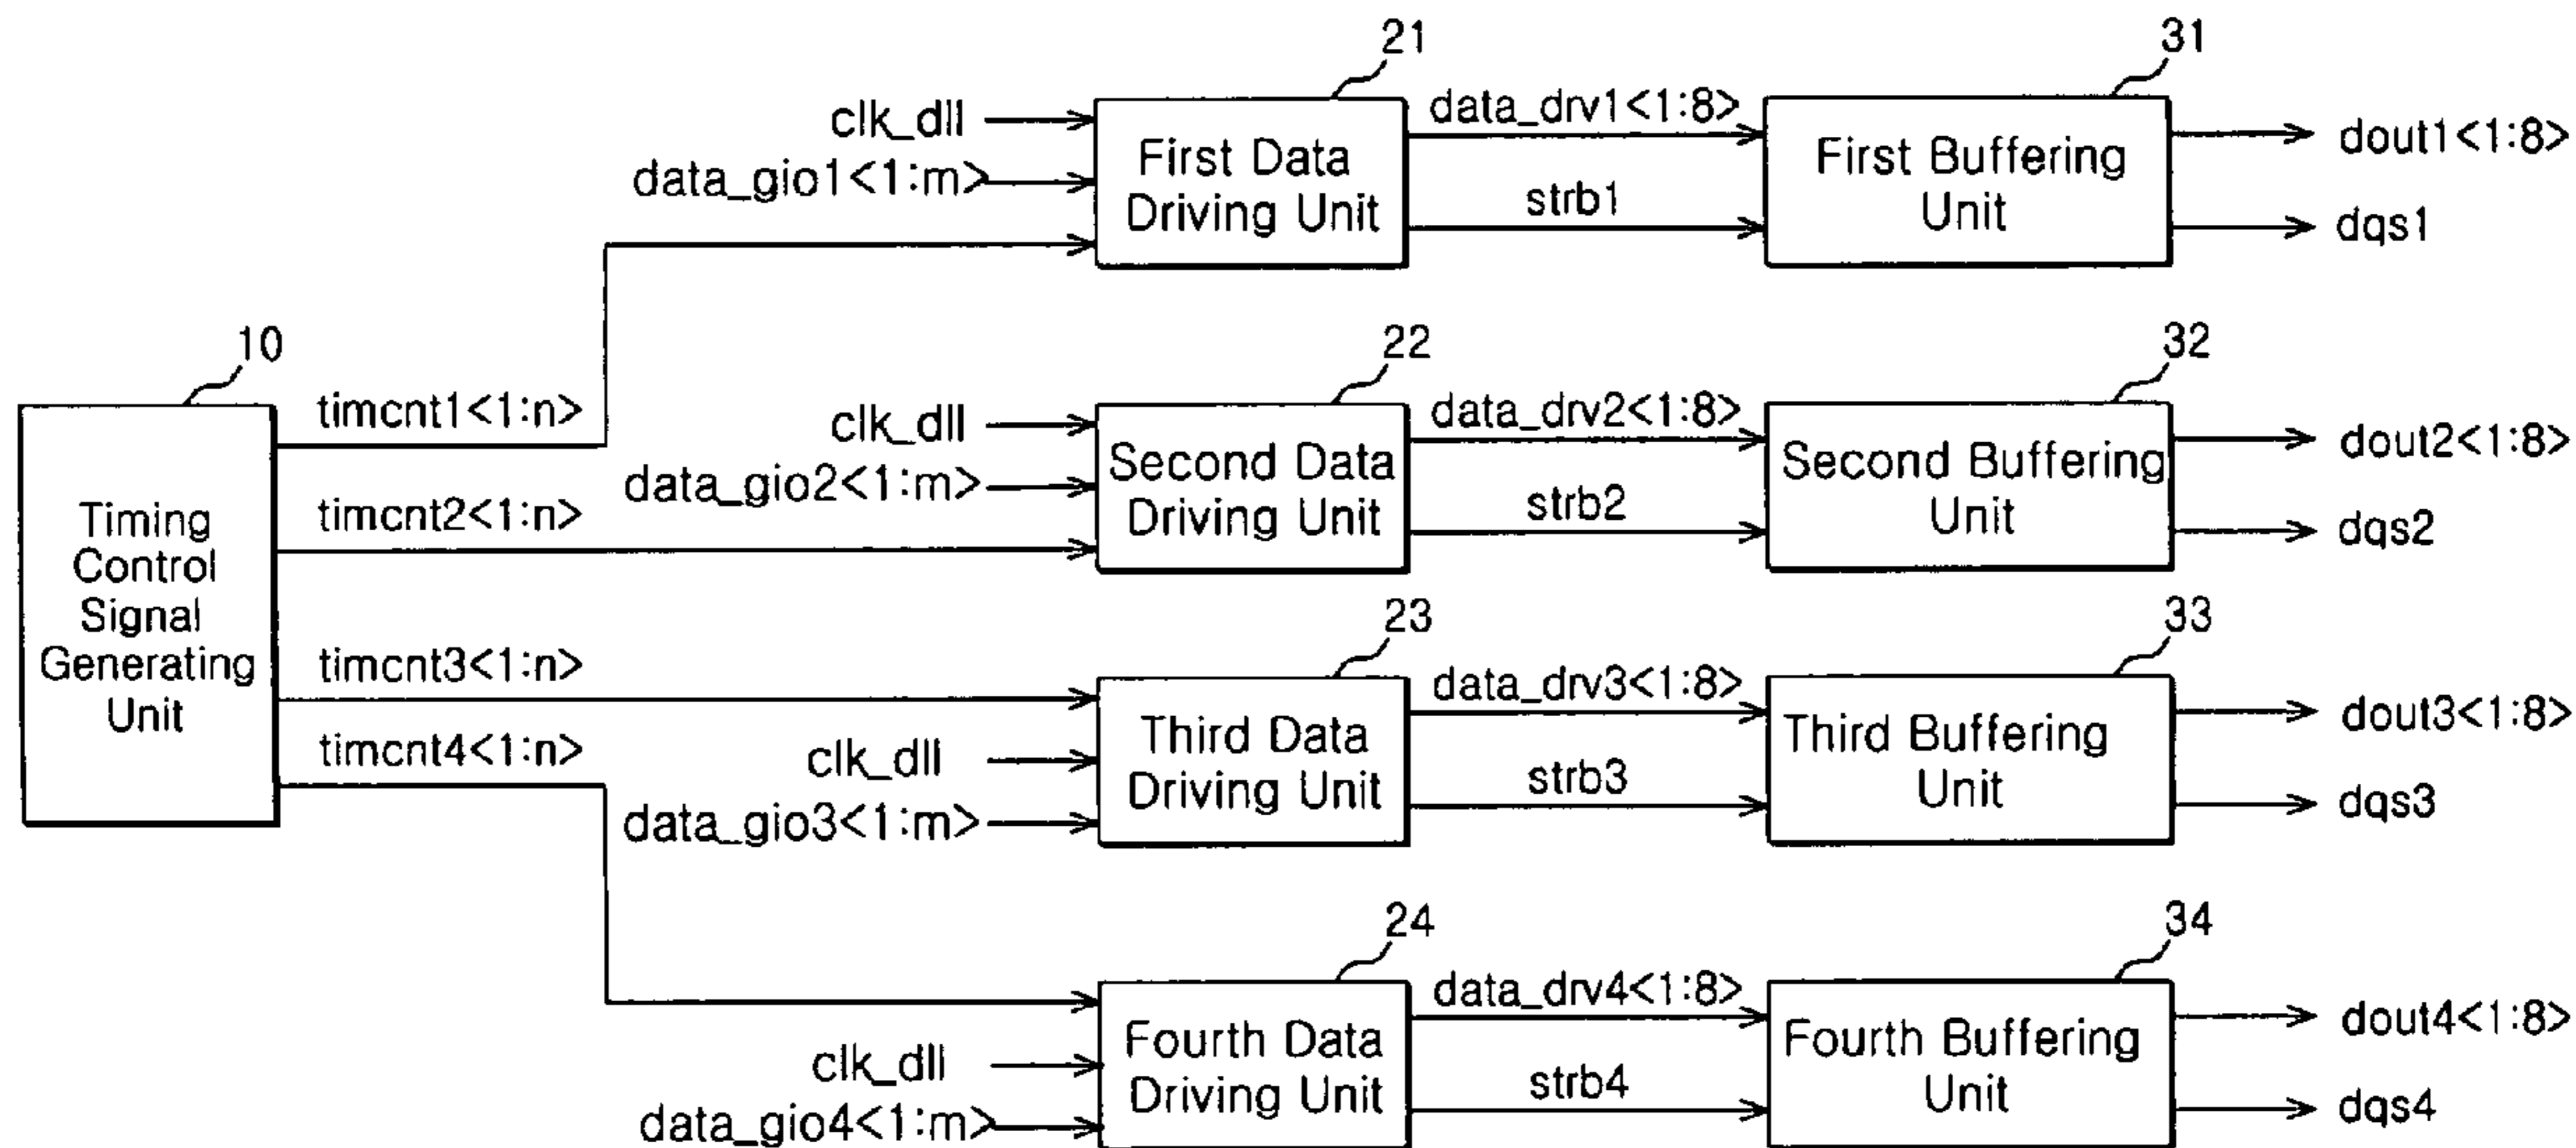 21
31
clk_dll
data_drv1<1:8>
First Data
Driving Unit
First Buffering
Unit
dout1<1:8>
data_gio1<1:m>
strb1
dqs1
10
22
32
timcnt1<1:n>
clk_dll
data_drv2<1:8>
Second Data
Driving Unit
Second Buffering
Unit
dout2<1:8>
data_gio2<1:m>
strb2
dqs2
timcnt2<1:n>
Timing
Control
Signal
Generating
Unit
23
33
timcnt3<1:n>
data_drv3<1:8>
Third Data
Driving Unit
Third Buffering
Unit
dout3<1:8>
timcnt4<1:n>
clk_dll
strb3
dqs3
data_gio3<1:m>
24
34
data_drv4<1:8>
Fourth Data
Driving Unit
Fourth Buffering
Unit
dout4<1:8>
clk_dll
strb4
dqs4
data_gio4<1:m>